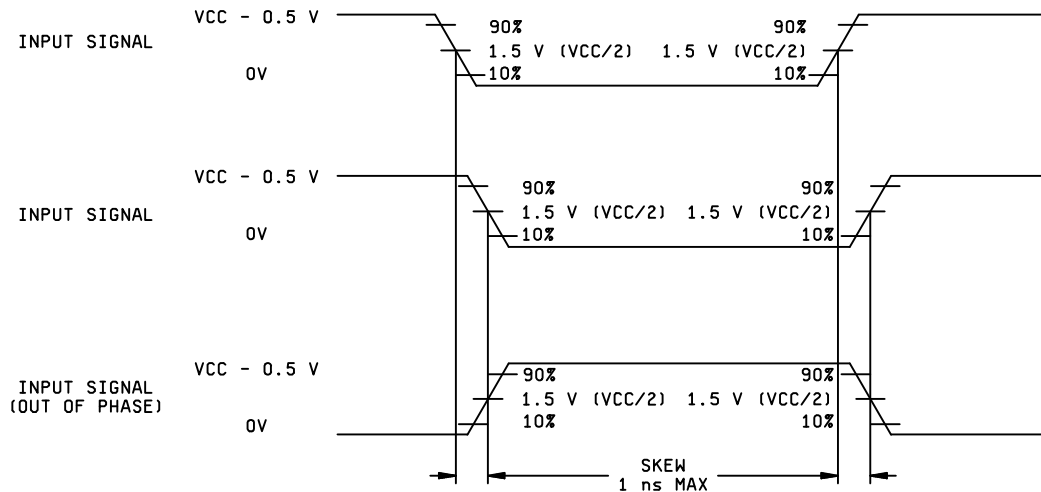 VCC - 0.5 V
90% 90%
INPUT SIGNAL
1.5 V (VCC/2) 1.5 V (VCC/2)
0V 10% 10%
VCC - 0.5 V
90% 90%
INPUT SIGNAL 1.5 V (VCC/2) 1.5 V (VCC/2)
0V 10% 10%
VCC - 0.5 V
90% 90%
INPUT SIGNAL
(OUT OF PHASE)
1.5 V (VCC/2) 1.5 V (VCC/2)
0V 10% 10%
SKEW
1 ns MAX